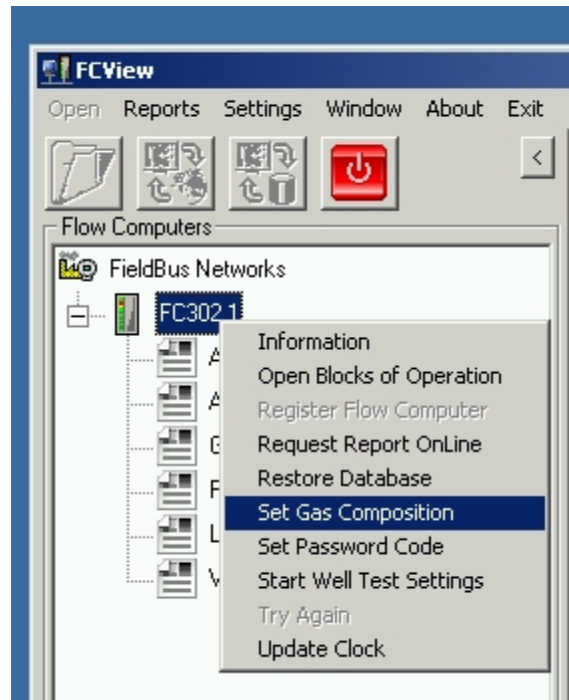 FCView
Open Reports Settings Window About Exit
<
Flow Computers
FieldBus Networks
FC302 1
Information
A
Open Blocks of Operation
A
Register Flow Computer
G
Request Report OnLine
Restore Database
F
Set Gas Composition
L
Set Password Code
V
Start Well Test Settings
Try Again
Update Clock